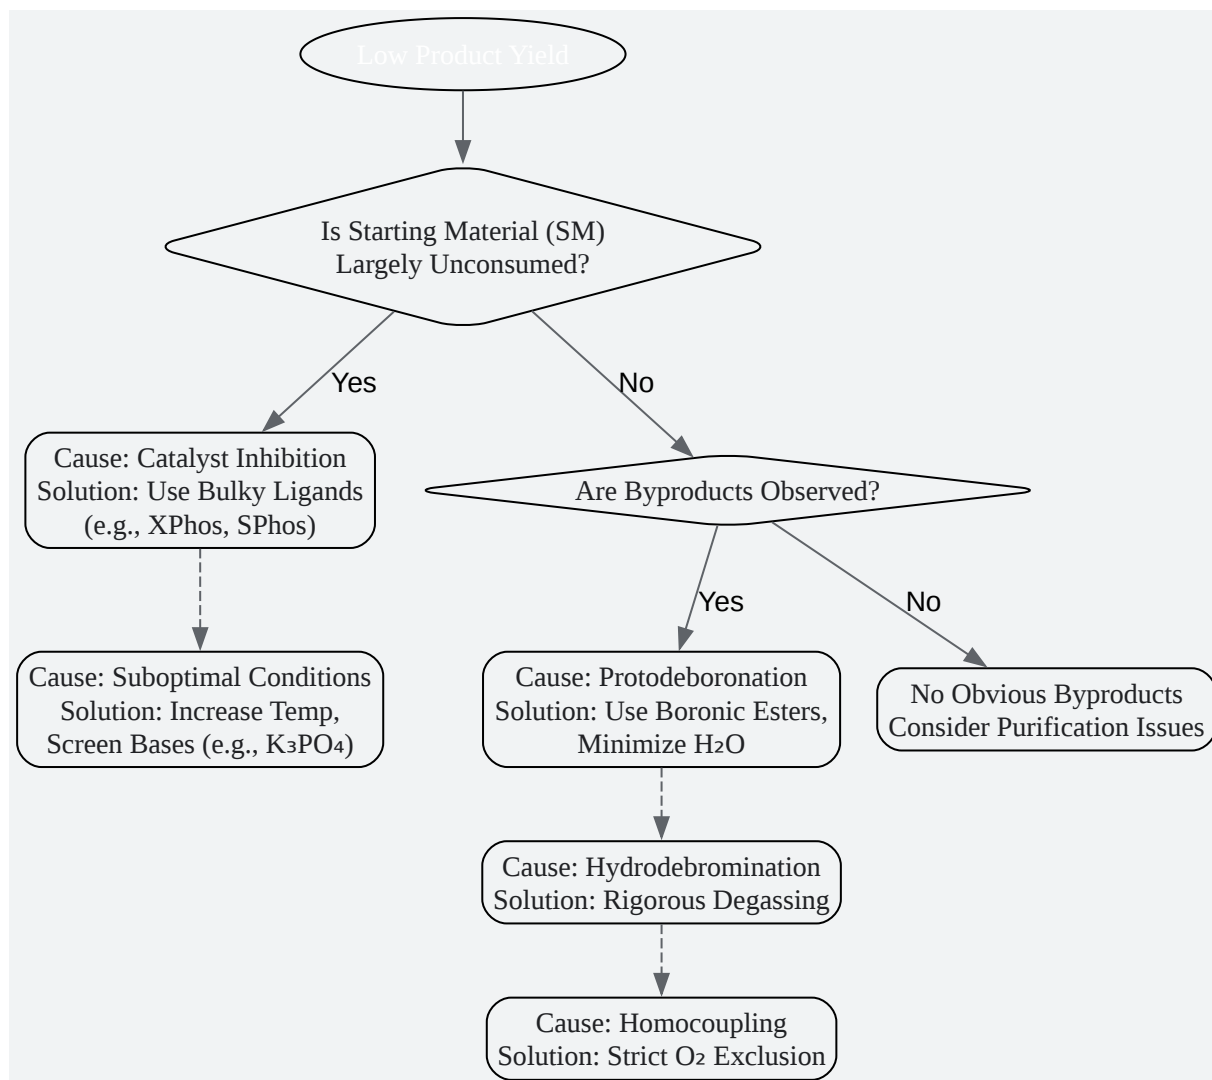 Low Product Yield
Is Starting Material (SM)
Largely Unconsumed?
Yes
No
Cause: Catalyst Inhibition
Solution: Use Bulky Ligands
(e.g., XPhos, SPhos)
Are Byproducts Observed?
Yes
No
Cause: Suboptimal Conditions
Solution: Increase Temp,
Screen Bases (e.g., K₃PO₄)
Cause: Protodeboronation
Solution: Use Boronic Esters,
Minimize H₂O
No Obvious Byproducts
Consider Purification Issues
Cause: Hydrodebromination
Solution: Rigorous Degassing
Cause: Homocoupling
Solution: Strict O₂ Exclusion